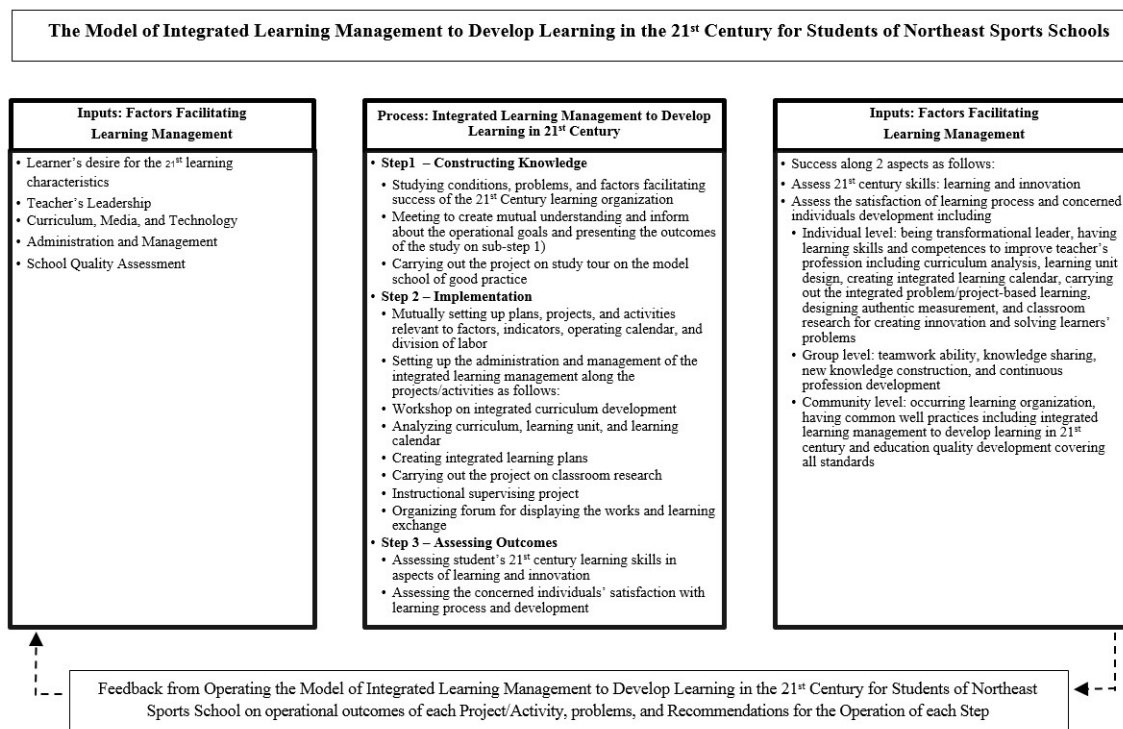 The Model of Integrated Learning Management to Develop Learning in the 21st Century for Students of Northeast Sports Schools
Inputs: Factors Facilitating
Learning Management
• Learner's desire for the 21st learning
characteristics
• Teacher's Leadership
• Curriculum, Media, and Technology
• Administration and Management
• School Quality Assessment
Process: Integrated Learning Management to Develop
Learning in 21st Century
• Step1 – Constructing Knowledge
• Studying conditions, problems, and factors facilitating
success of the 21st Century learning organization
• Meeting to create mutual understanding and inform
about the operational goals and presenting the outcomes
of the study on sub-step 1)
• Carrying out the project on study tour on the model
school of good practice
• Step 2 – Implementation
• Mutually setting up plans, projects, and activities
relevant to factors, indicators, operating calendar, and
division of labor
• Setting up the administration and management of the
integrated learning management along the
projects/activities as follows:
• Workshop on integrated curriculum development
• Analyzing curriculum, learning unit, and learning
calendar
• Creating integrated learning plans
• Carrying out the project on classroom research
• Instructional supervising project
• Organizing forum for displaying the works and learning
exchange
• Step 3 – Assessing Outcomes
• Assessing student's 21st century learning skills in
aspects of learning and innovation
• Assessing the concerned individuals' satisfaction with
learning process and development
Inputs: Factors Facilitating
Learning Management
• Success along 2 aspects as follows:
• Assess 21st century skills: learning and innovation
• Assess the satisfaction of learning process and concerned
individuals development including
• Individual level: being transformational leader, having
learning skills and competences to improve teacher's
profession including curriculum analysis, learning unit
design, creating integrated learning calendar, carrying
out the integrated problem/project-based learning,
designing authentic measurement, and classroom
research for creating innovation and solving learners'
problems
• Group level: teamwork ability, knowledge sharing,
new knowledge construction, and continuous
profession development
• Community level: occurring learning organization,
having common well practices including integrated
learning management to develop learning in 21st
century and education quality development covering
all standards
Feedback from Operating the Model of Integrated Learning Management to Develop Learning in the 21st Century for Students of Northeast
Sports School on operational outcomes of each Project/Activity, problems, and Recommendations for the Operation of each Step